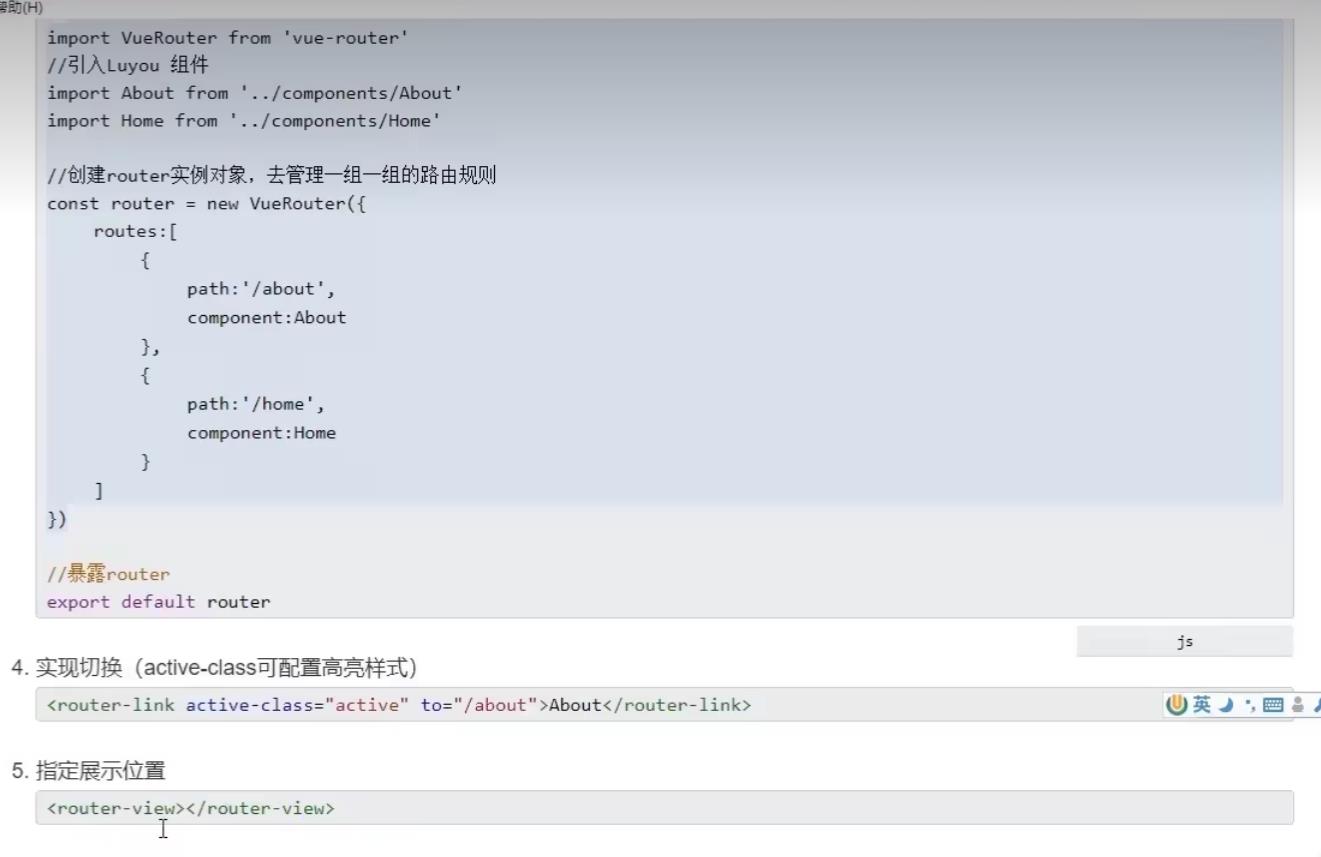 帮助(H)
import VueRouter from 'vue-router'
//引入Luyou 组件
import About from '../components/About'
import Home from '../components/Home'
//创建router实例对象，去管理一组一组的路由规则
const router = new VueRouter({
    routes:[
        {
            path:'/about',
            component:About
        },
        {
            path:'/home',
            component:Home
        }
    ]
})
//暴露router
export default router
js
4. 实现切换（active-class可配置高亮样式）
<router-link active-class="active" to="/about">About</router-link>
英
5. 指定展示位置
<router-view></router-view>